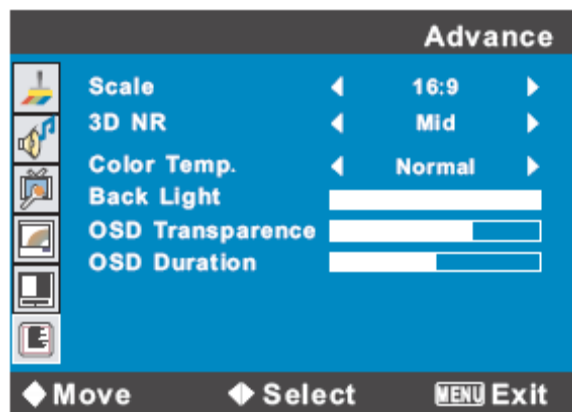 Advance
Scale 16:9
3D NR Mid
Color Temp. Normal
Back Light
OSD Transparence
OSD Duration
Move Select MENU Exit